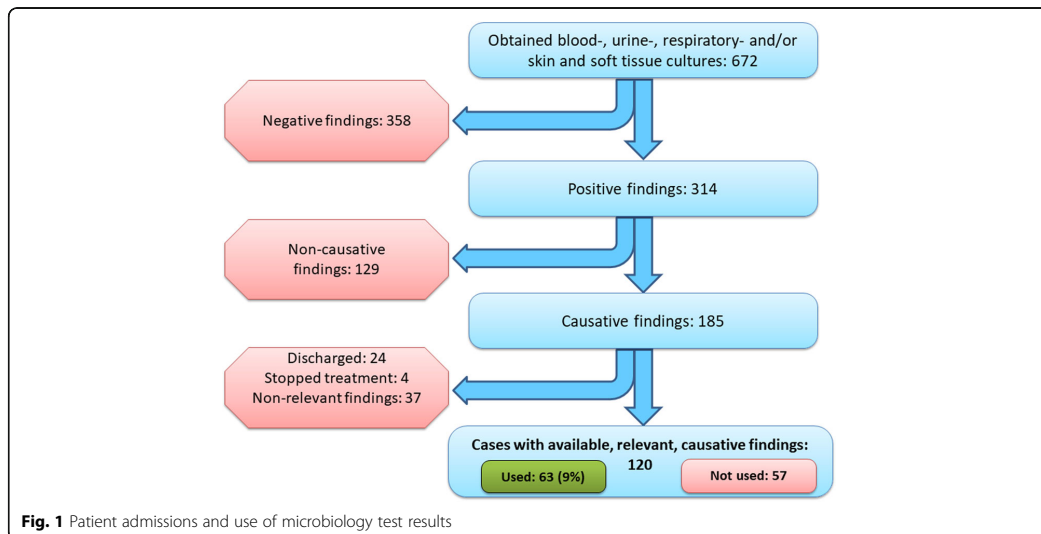 Obtained blood-, urine-, respiratory- and/or
skin and soft tissue cultures: 672
Negative findings: 358
Positive findings: 314
Non-causative
findings: 129
Causative findings: 185
Discharged: 24
Stopped treatment: 4
Non-relevant findings: 37
Cases with available, relevant, causative findings:
120
Used: 63 (9%)
Not used: 57
Fig. 1 Patient admissions and use of microbiology test results